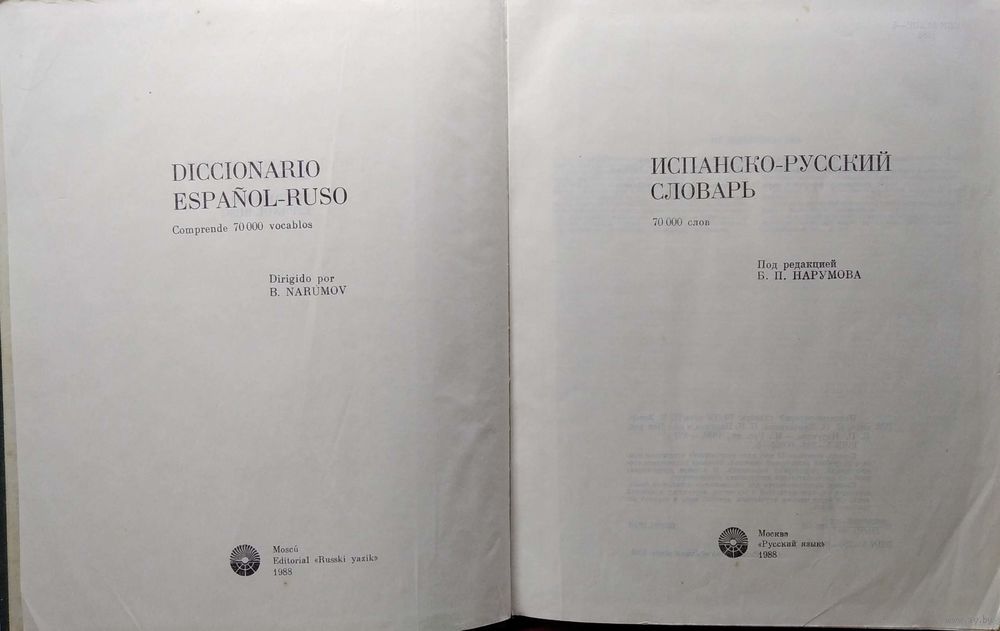 DICCIONARIO
ESPAÑOL-RUSO
Comprende 70 000 vocablos
Dirigido por
B. NARUMOV
Moscú
Editorial «Russki yazik»
1988
ИСПАНСКО-РУССКИЙ
СЛОВАРЬ
70 000 слов
Под редакцией
Б. П. НАРУМОВА
Москва
«Русский язык»
1988